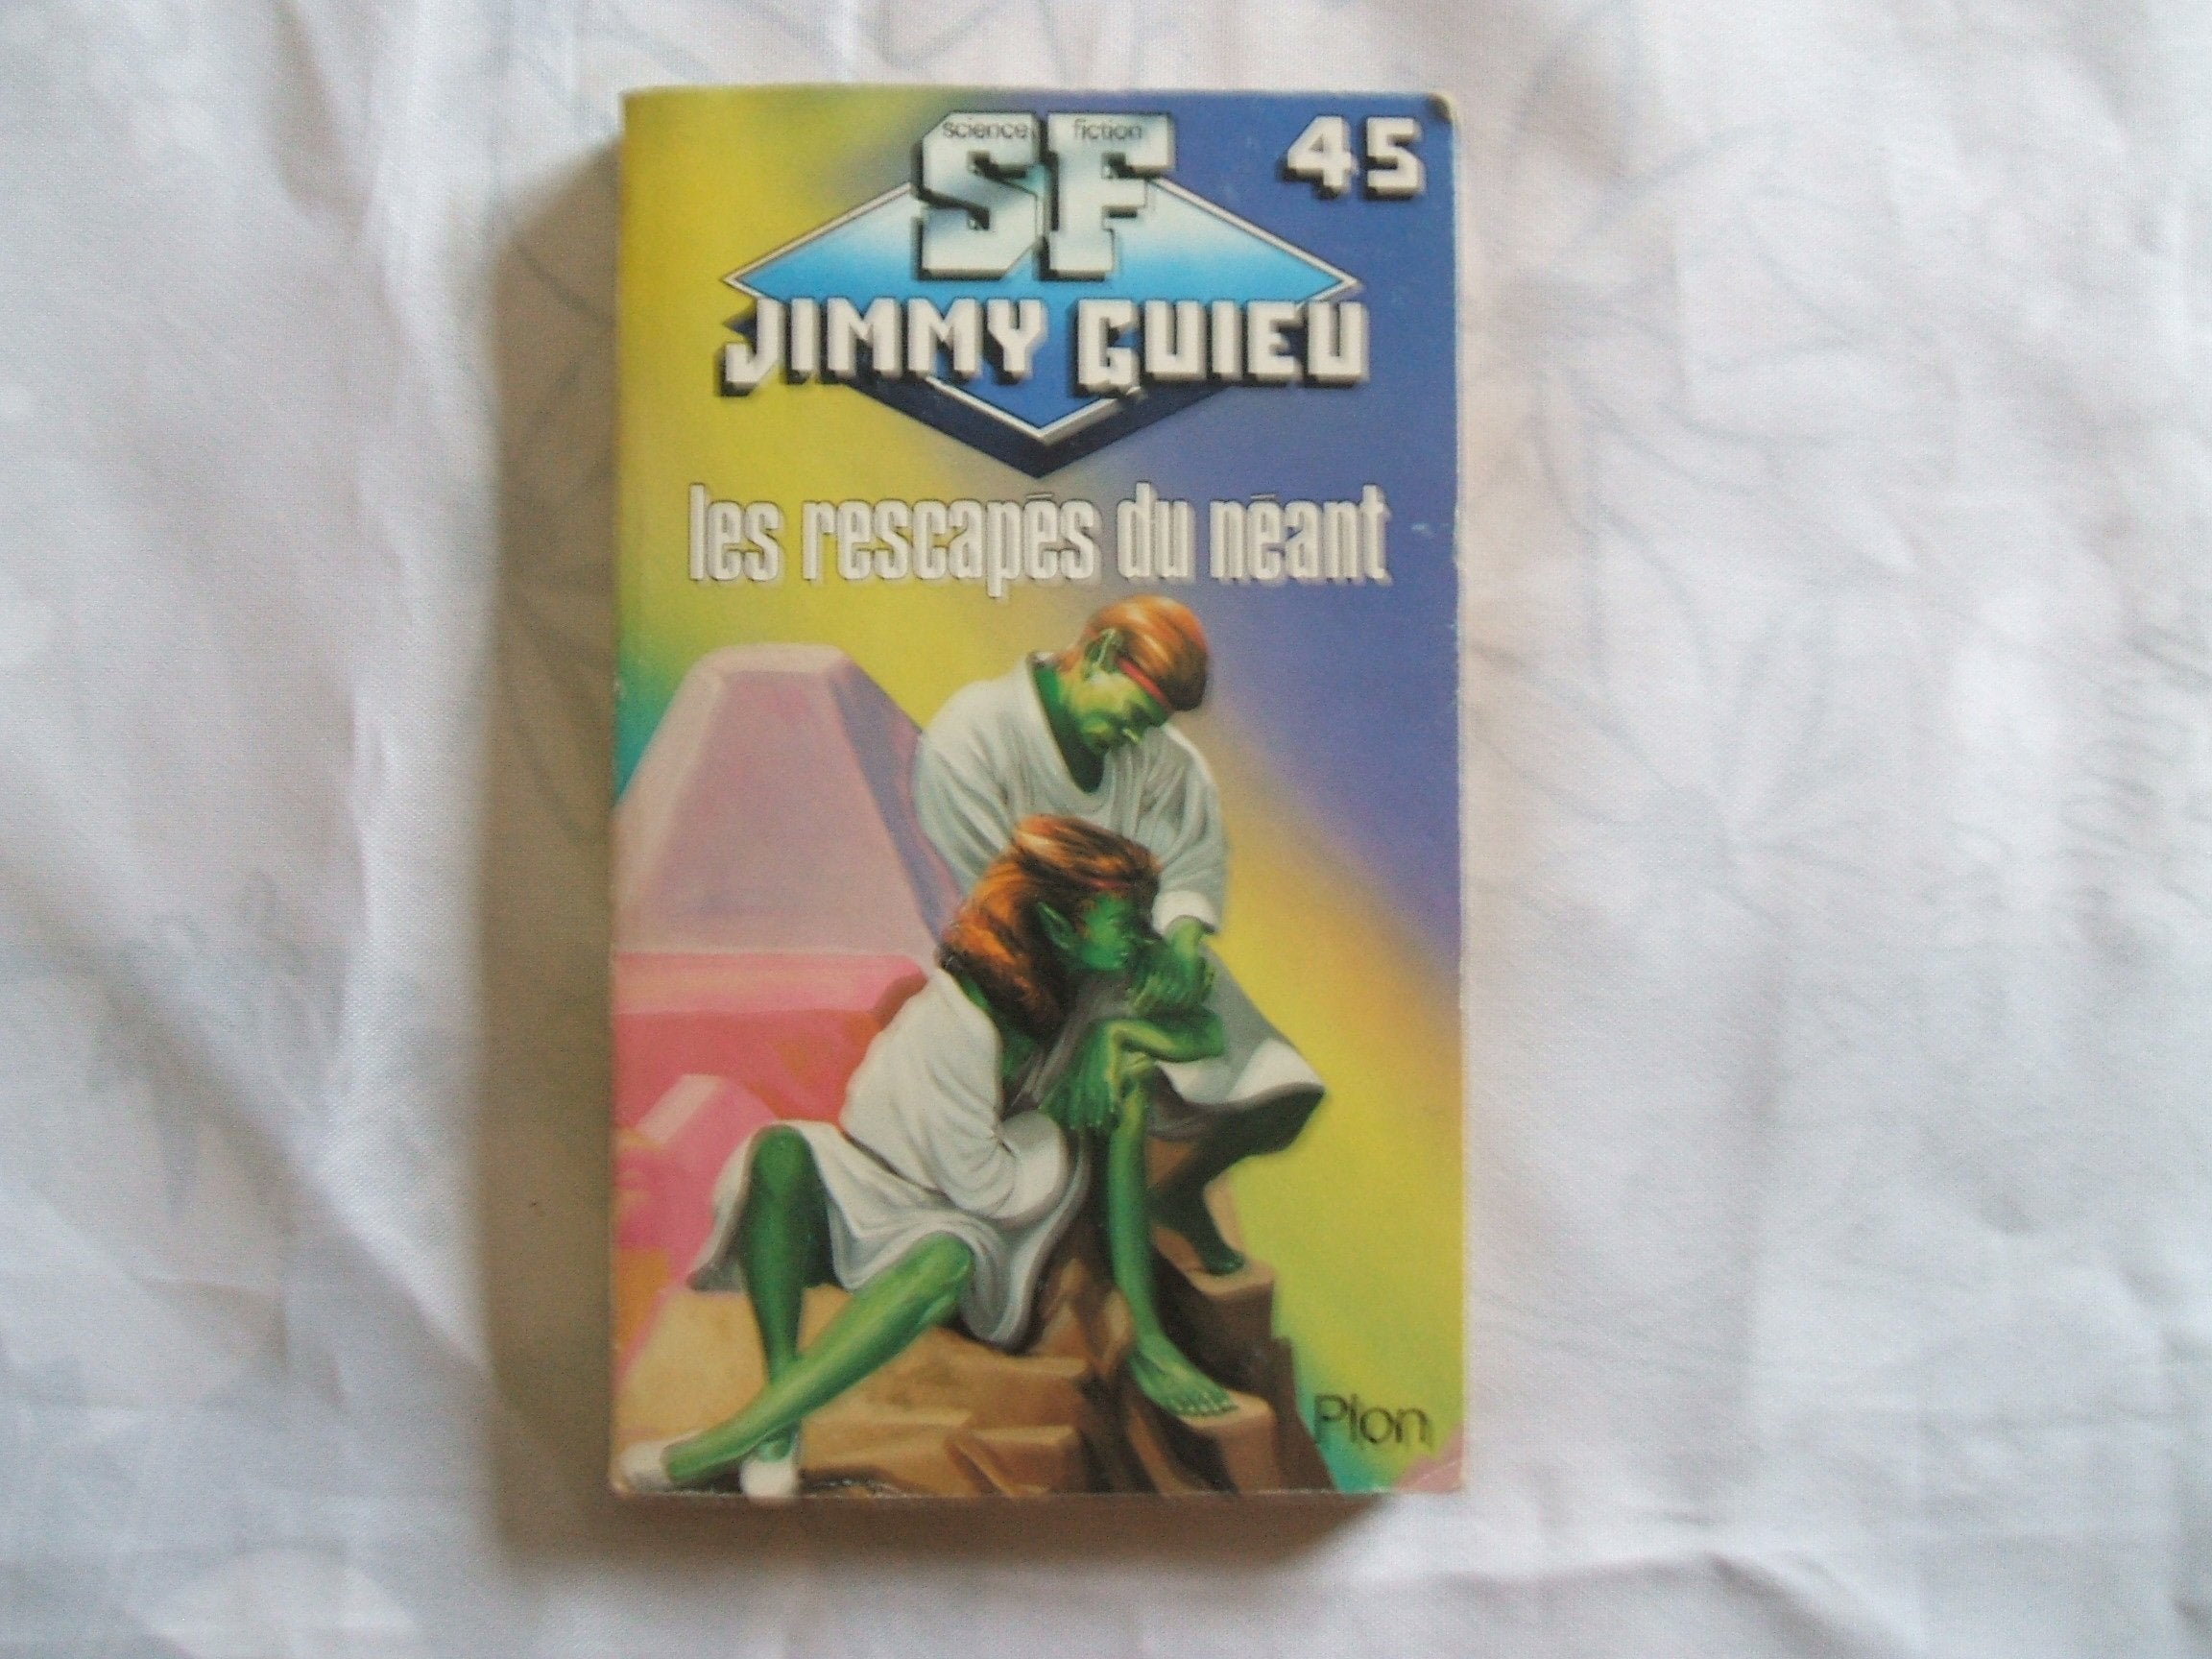 science fiction
SF
45
JIMMY GUIEU
les rescapés du néant
Plon